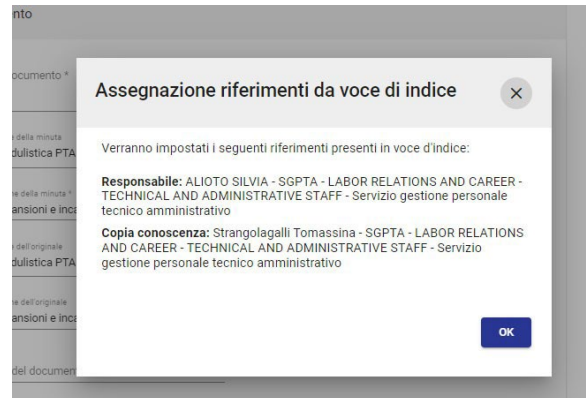 nto
ocumento *
Assegnazione riferimenti da voce di indice
della minuta
dulistica PTA
Verranno impostati i seguenti riferimenti presenti in voce d'indice:
ne della minuta *
ansioni e inca
Responsabile: ALIOTO SILVIA - SGPTA - LABOR RELATIONS AND CAREER -
TECHNICAL AND ADMINISTRATIVE STAFF - Servizio gestione personale
tecnico amministrativo
dell'originale
dulistica PTA
Copia conoscenza: Strangolagalli Tomassina - SGPTA - LABOR RELATIONS
AND CAREER - TECHNICAL AND ADMINISTRATIVE STAFF - Servizio
gestione personale tecnico amministrativo
ne dell'originale
ansioni e inca
OK
del documen